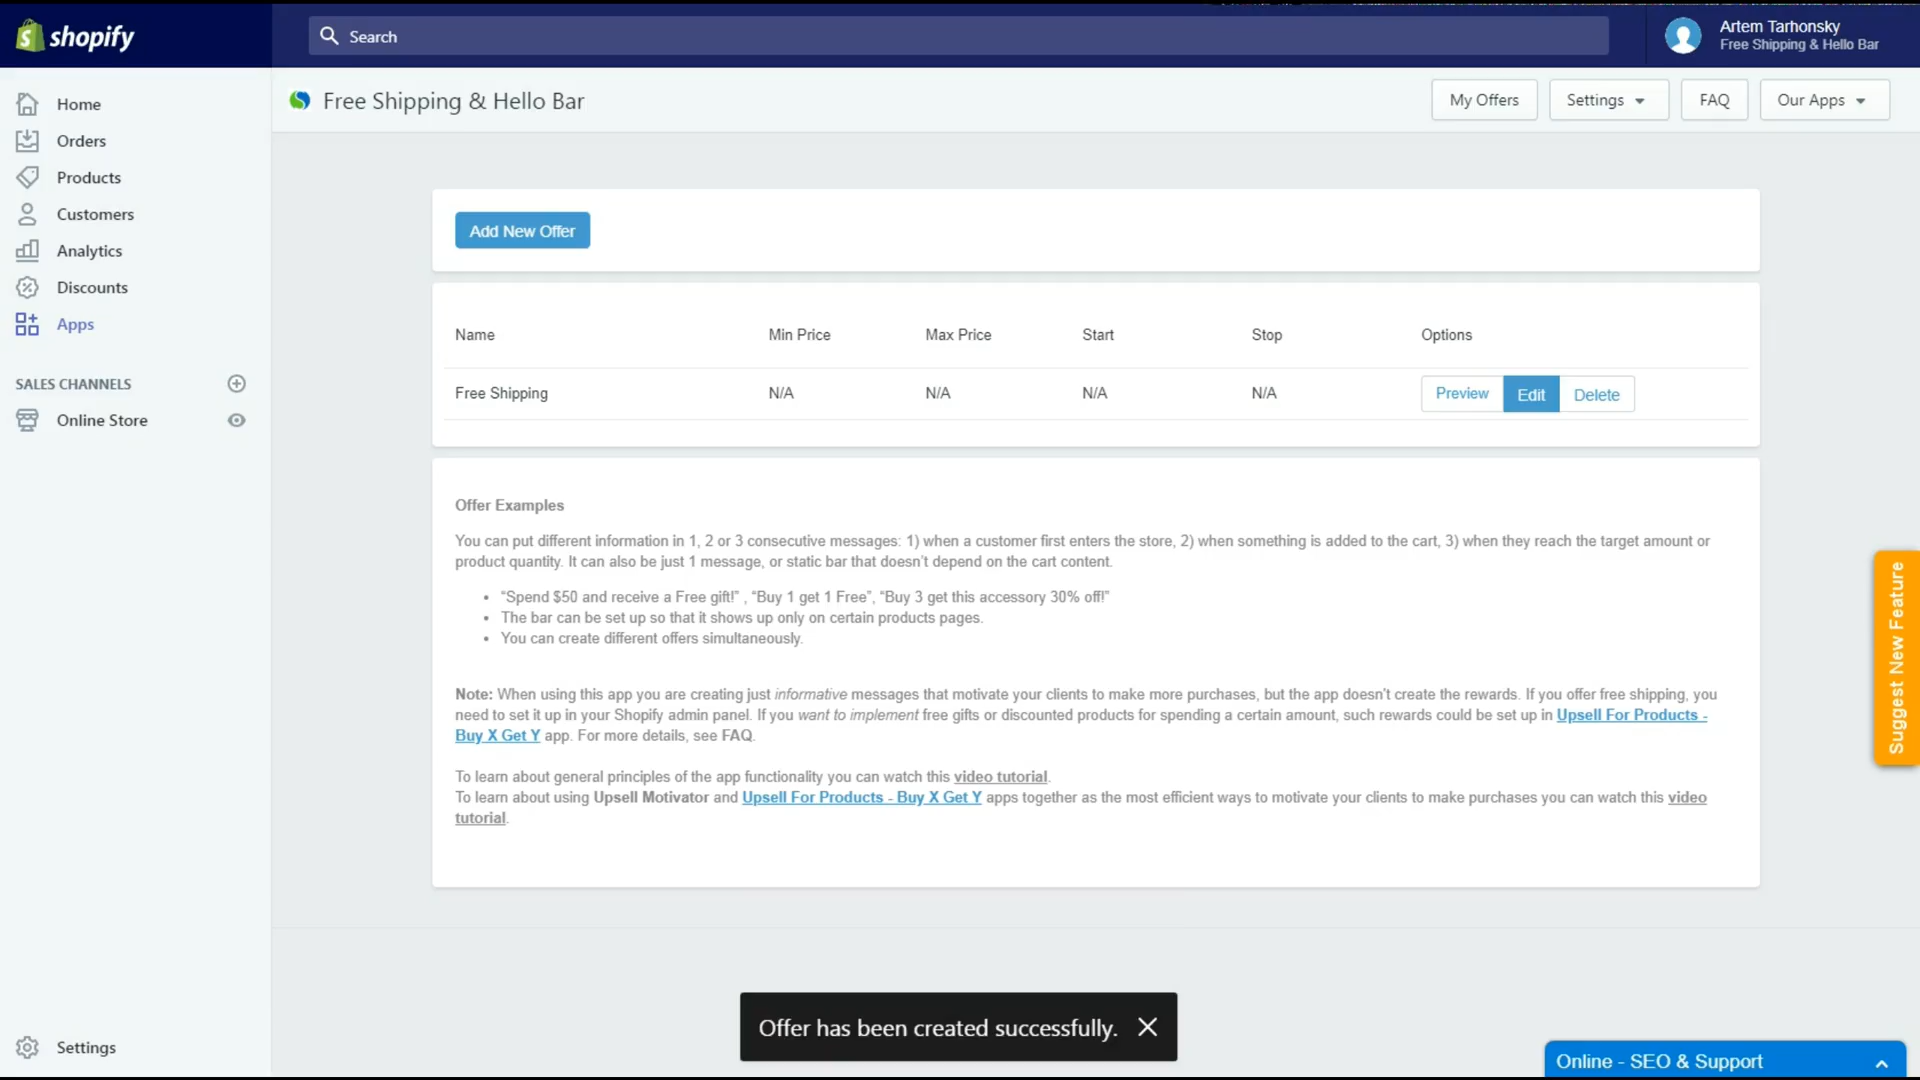 shopify
Search
Artem Tarhonsky
Free Shipping & Hello Bar
Home
Orders
Products
Customers
Analytics
Discounts
Apps
SALES CHANNELS
Online Store
Settings
Free Shipping & Hello Bar
My Offers
Settings
FAQ
Our Apps
Add New Offer
Name Min Price Max Price Start Stop Options
Free Shipping N/A N/A N/A N/A Preview Edit Delete
Offer Examples
You can put different information in 1, 2 or 3 consecutive messages: 1) when a customer first enters the store, 2) when something is added to the cart, 3) when they reach the target amount or
product quantity. It can also be just 1 message, or static bar that doesn't depend on the cart content.
• “Spend $50 and receive a Free gift!” , “Buy 1 get 1 Free”, “Buy 3 get this accessory 30% off!”
• The bar can be set up so that it shows up only on certain products pages.
• You can create different offers simultaneously.
Note: When using this app you are creating just informative messages that motivate your clients to make more purchases, but the app doesn't create the rewards. If you offer free shipping, you
need to set it up in your Shopify admin panel. If you want to implement free gifts or discounted products for spending a certain amount, such rewards could be set up in Upsell For Products -
Buy X Get Y app. For more details, see FAQ.
To learn about general principles of the app functionality you can watch this video tutorial.
To learn about using Upsell Motivator and Upsell For Products - Buy X Get Y apps together as the most efficient ways to motivate your clients to make purchases you can watch this video
tutorial.
Suggest New Feature
Offer has been created successfully.
Online - SEO & Support